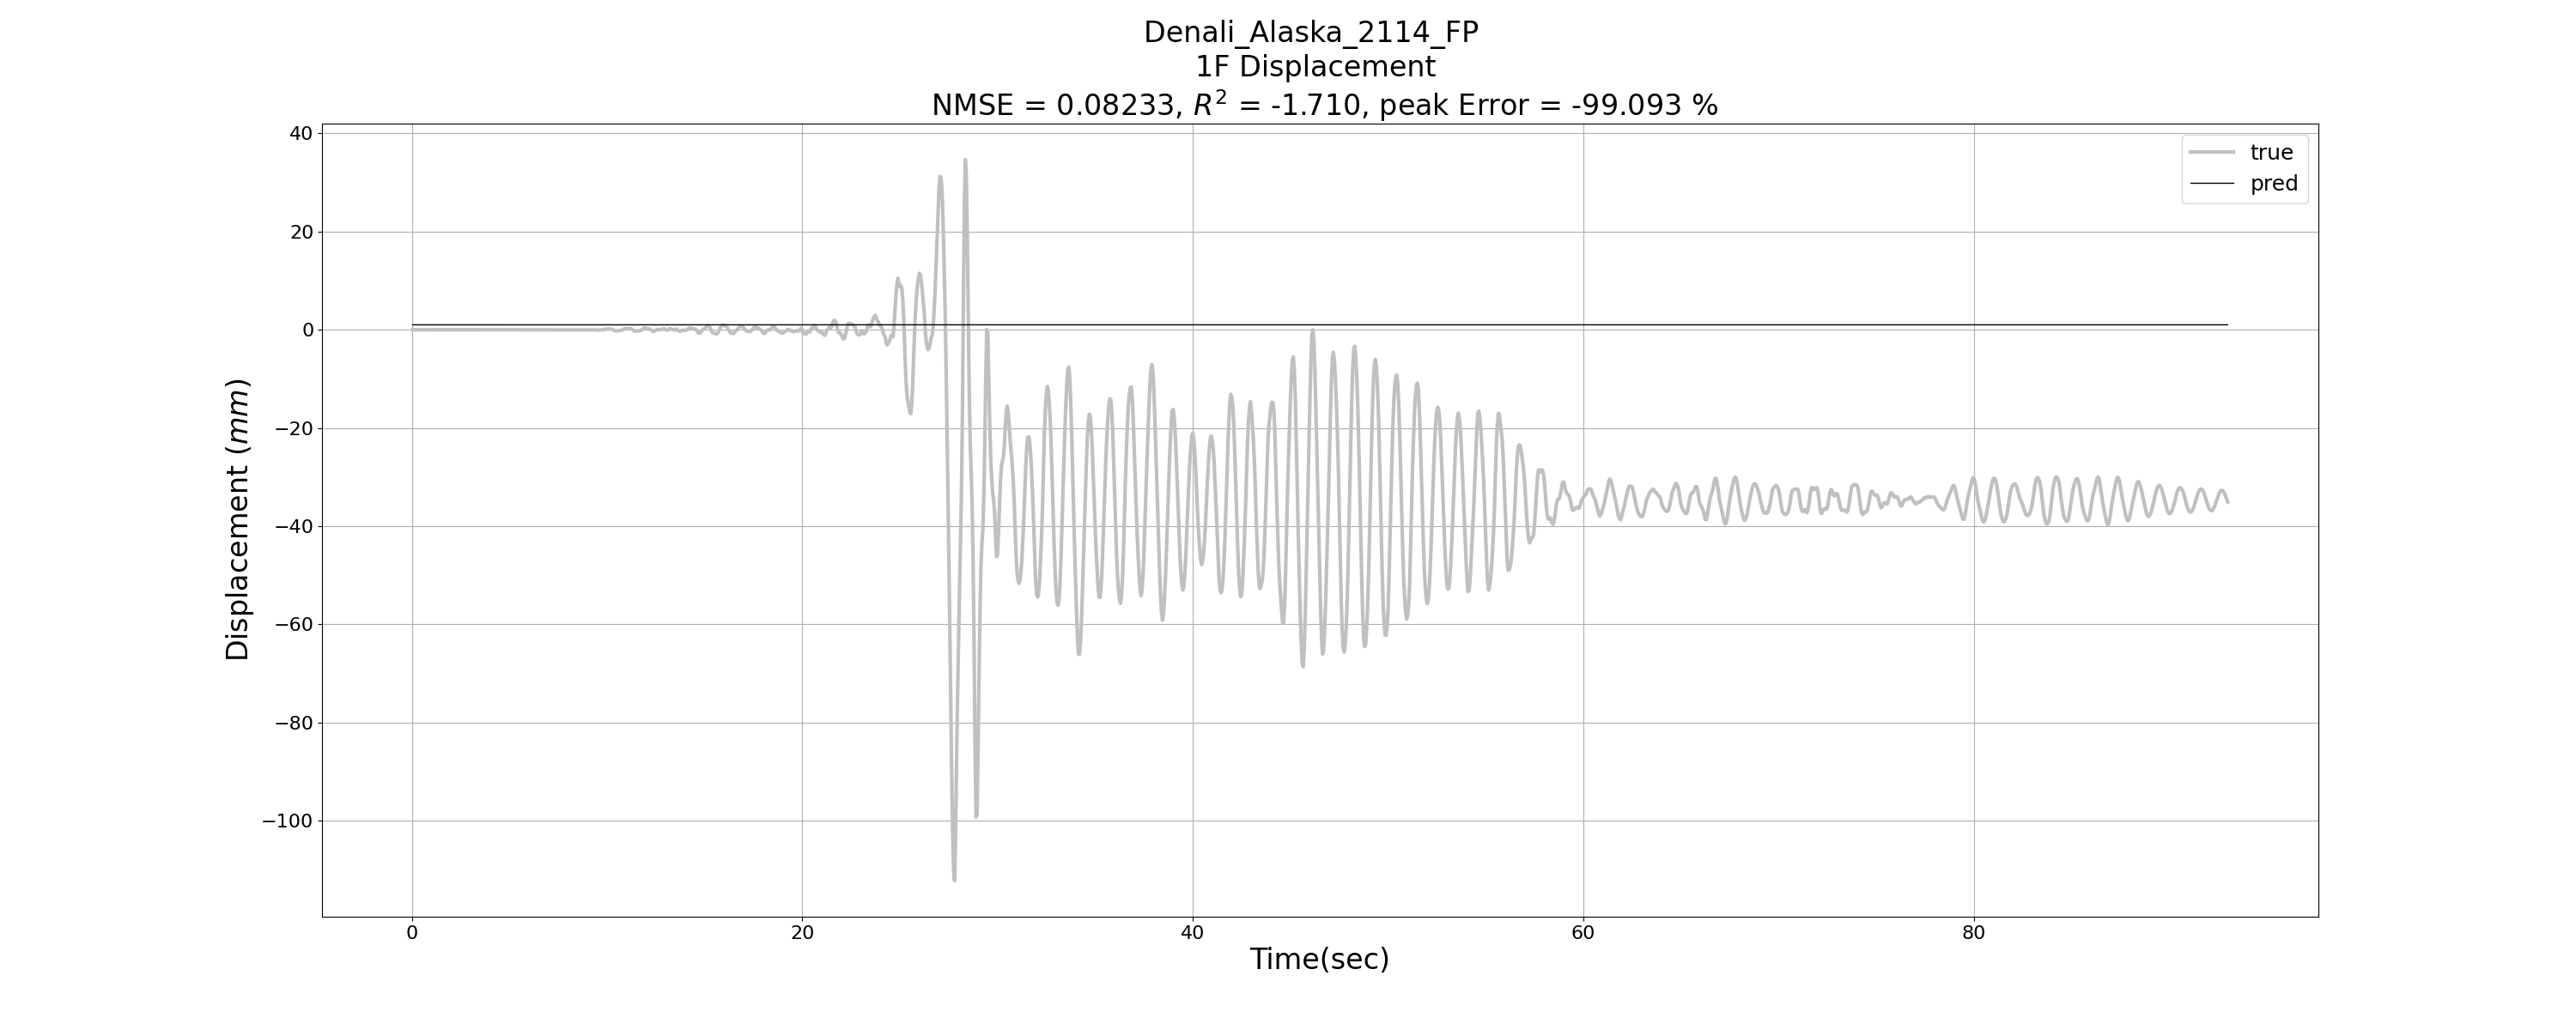 Denali_Alaska_2114_FP
1F Displacement
NMSE = 0.08233, R² = -1.710, peak Error = -99.093 %
true
pred
40
20
0
−20
−40
−60
−80
−100
Displacement (mm)
0 20 40 60 80
Time(sec)